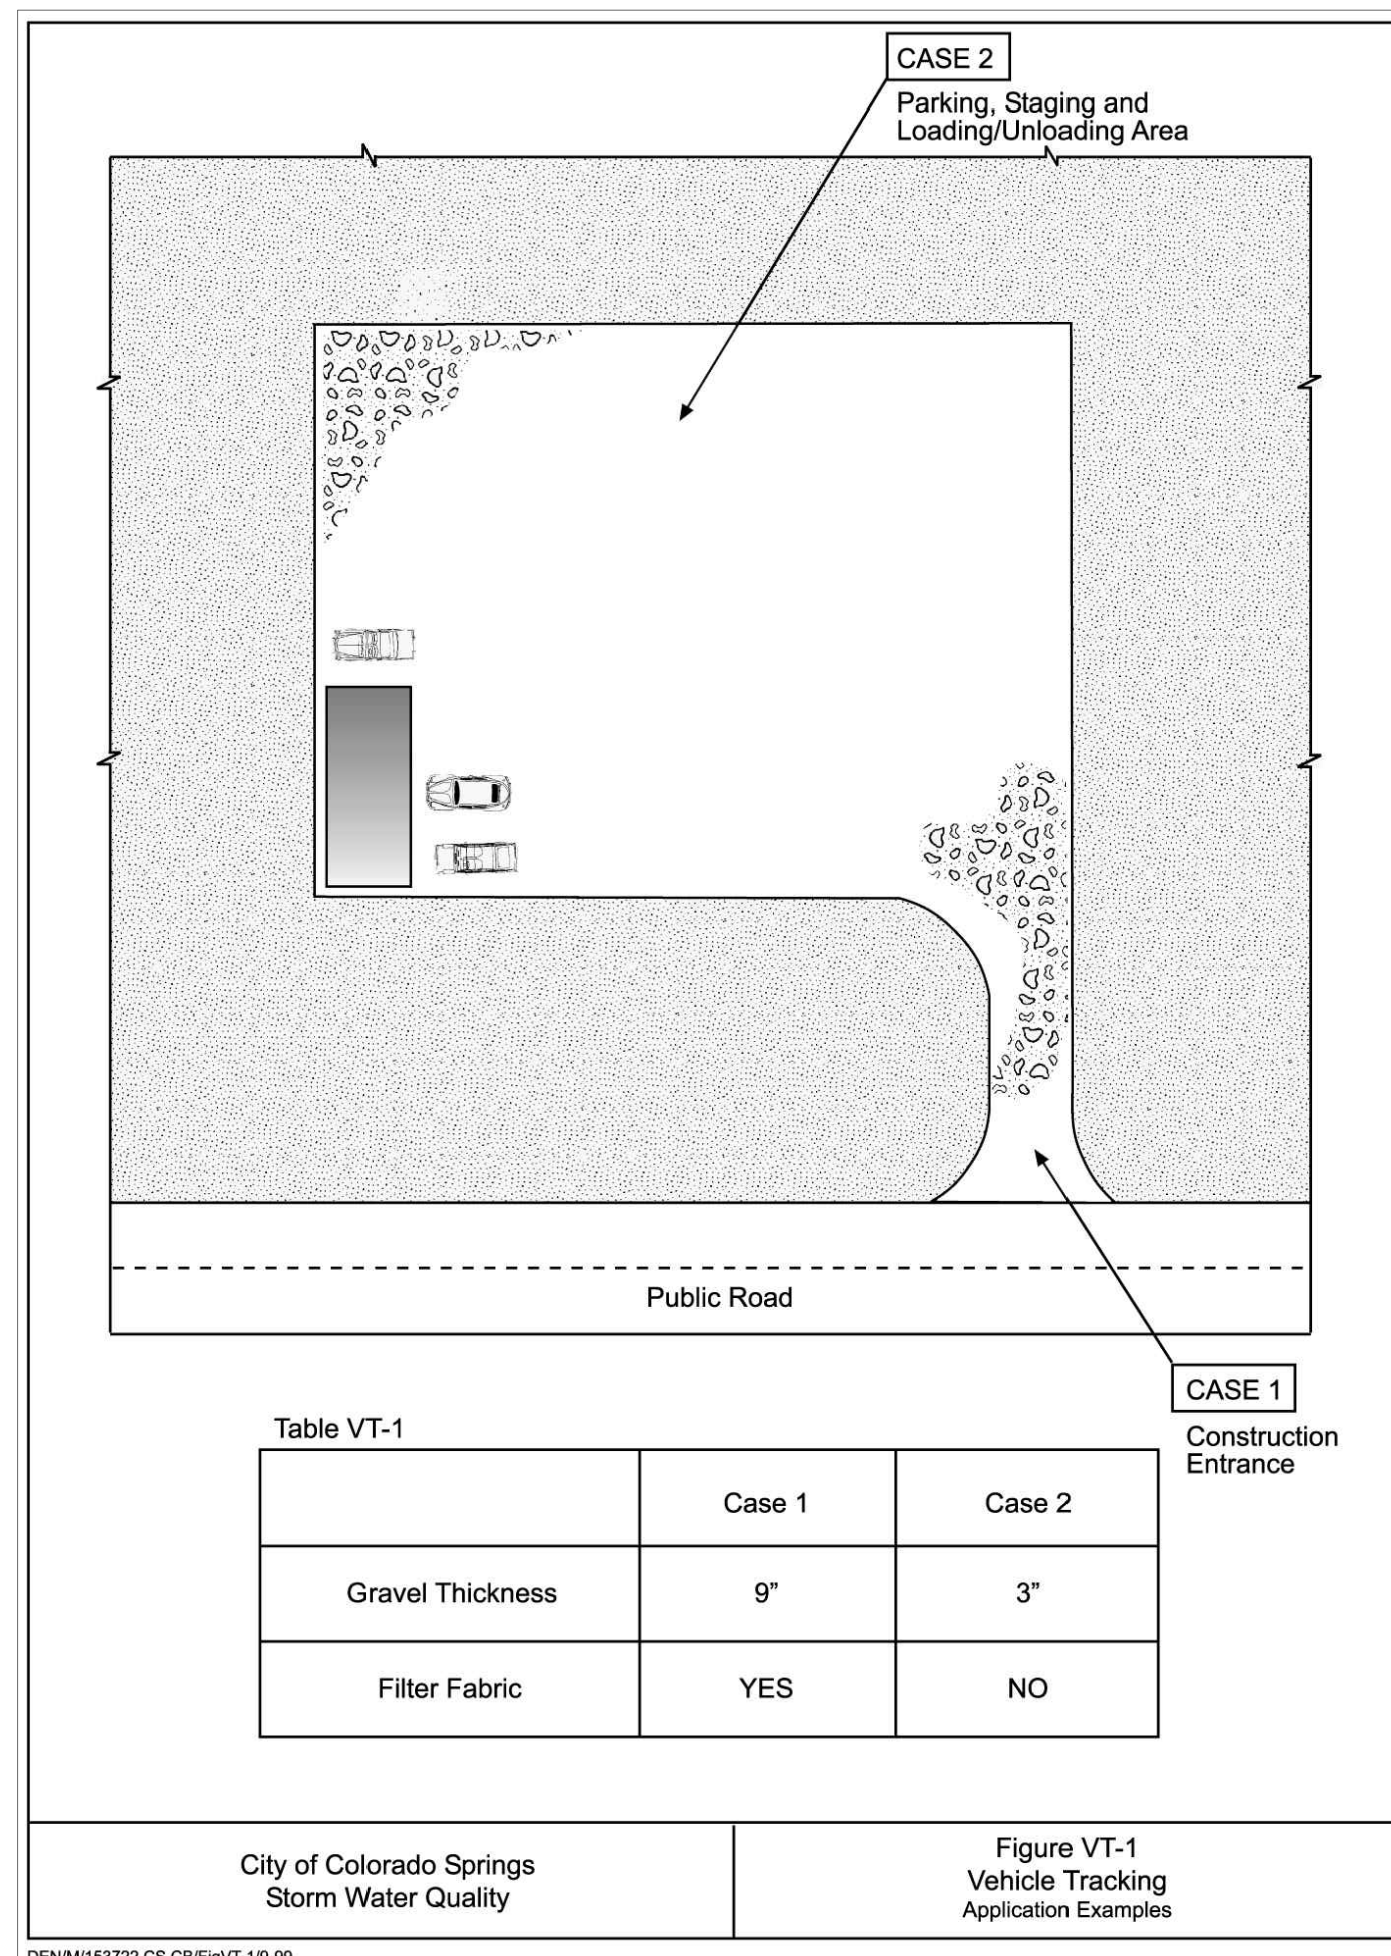 CASE 2
Parking, Staging and
Loading/Unloading Area
Public Road
CASE 1
Construction
Entrance
Table VT-1
Case 1 Case 2
Gravel Thickness 9” 3”
Filter Fabric YES NO
City of Colorado Springs
Storm Water Quality
Figure VT-1
Vehicle Tracking
Application Examples